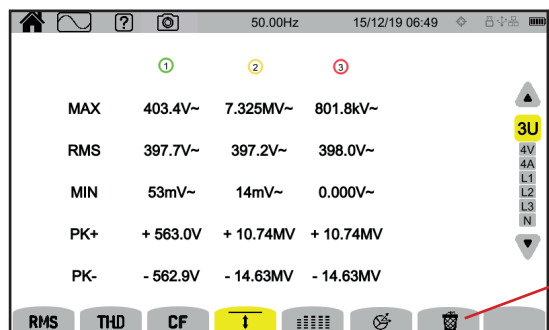 ? 50.00Hz 15/12/19 06:49
1 2 3
MAX 403.4V~ 7.325MV~ 801.8kV~
RMS 397.7V~ 397.2V~ 398.0V~
MIN 53mV~ 14mV~ 0.000V~
PK+ + 563.0V + 10.74MV + 10.74MV
PK- - 562.9V - 14.63MV - 14.63MV
3U
4V
4A
L1
L2
L3
N
RMS THD CF